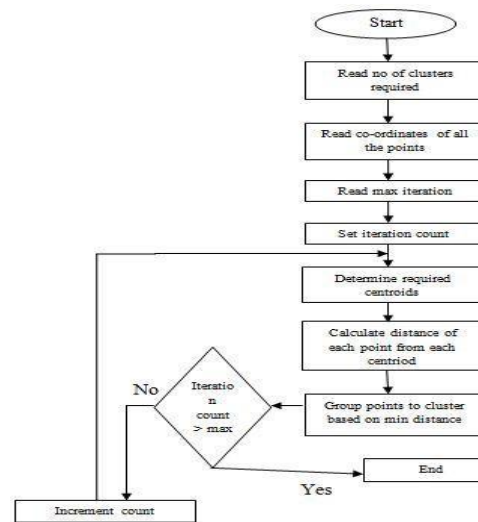 Start
Read no of clusters
required
Read co-ordinates of all
the points
Read max iteration
Set iteration count
Determine required
centroids
Calculate distance of
each point from each
centriod
Group points to cluster
based on min distance
Iteratio
n
count
> max
No
Yes
End
Increment count